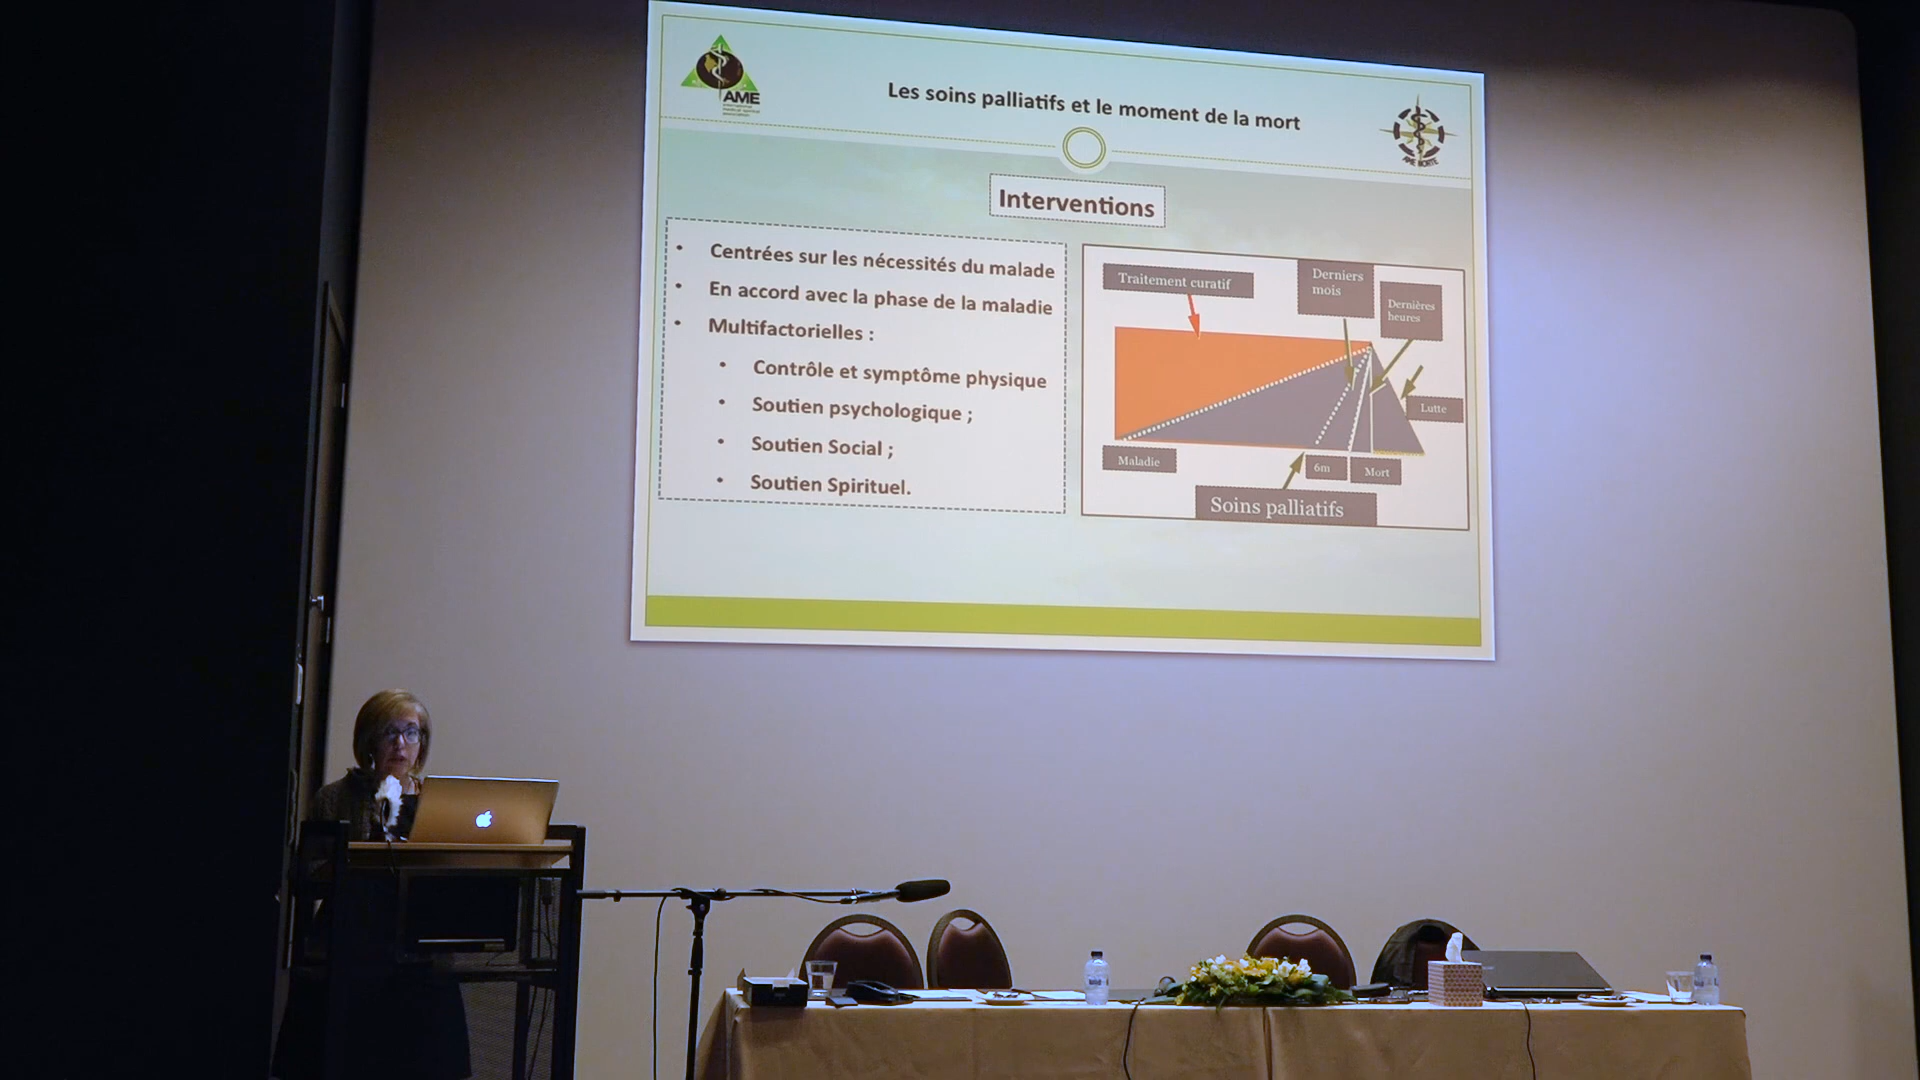 AME
Les soins palliatifs et le moment de la mort
AME NORTE
Interventions
• Centrées sur les nécessités du malade
• En accord avec la phase de la maladie
• Multifactorielles :
• Contrôle et symptôme physique
• Soutien psychologique ;
• Soutien Social ;
• Soutien Spirituel.
Traitement curatif
Derniers
mois
Dernières
heures
Lutte
Maladie
6m
Mort
Soins palliatifs